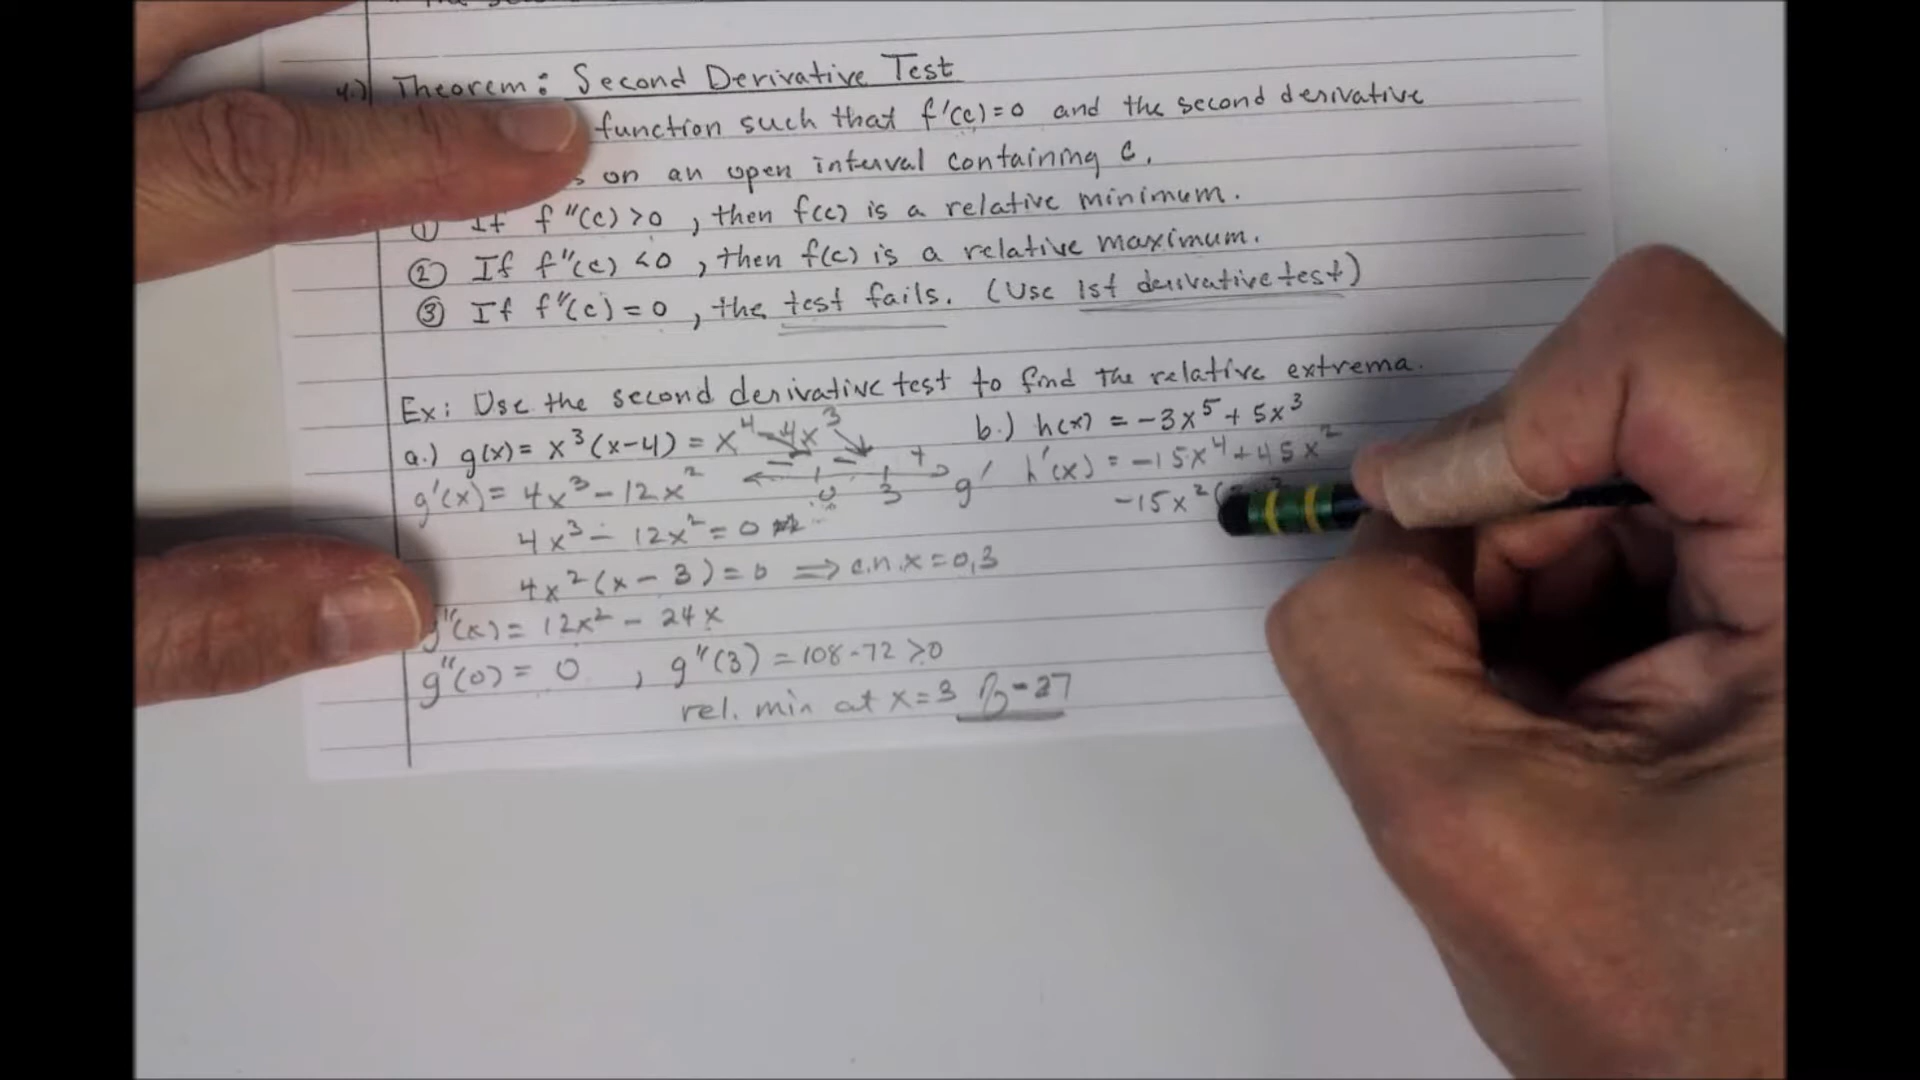 4.) Theorem: Second Derivative Test
function such that f'(c)=0 and the second derivative
s on an open interval containing c.
① If f"(c) >0, then f(c) is a relative minimum.
② If f"(c) <0, then f(c) is a relative maximum.
③ If f"(c) = 0, the test fails. (Use 1st derivative test)
Ex: Use the second derivative test to find the relative extrema.
a.) g(x) = x³(x-4) = x⁴-4x³
g'(x) = 4x³-12x²
- - +
0 3 g'
4x³ - 12x² = 0
4x²(x-3) = 0 ⟹ c.n. x = 0,3
g"(x) = 12x² - 24x
g"(0) = 0, g"(3) = 108-72 >0
rel. min at x=3 -27
b.) h(x) = -3x⁵ + 5x³
h'(x) = -15x⁴+45x²
-15x²(